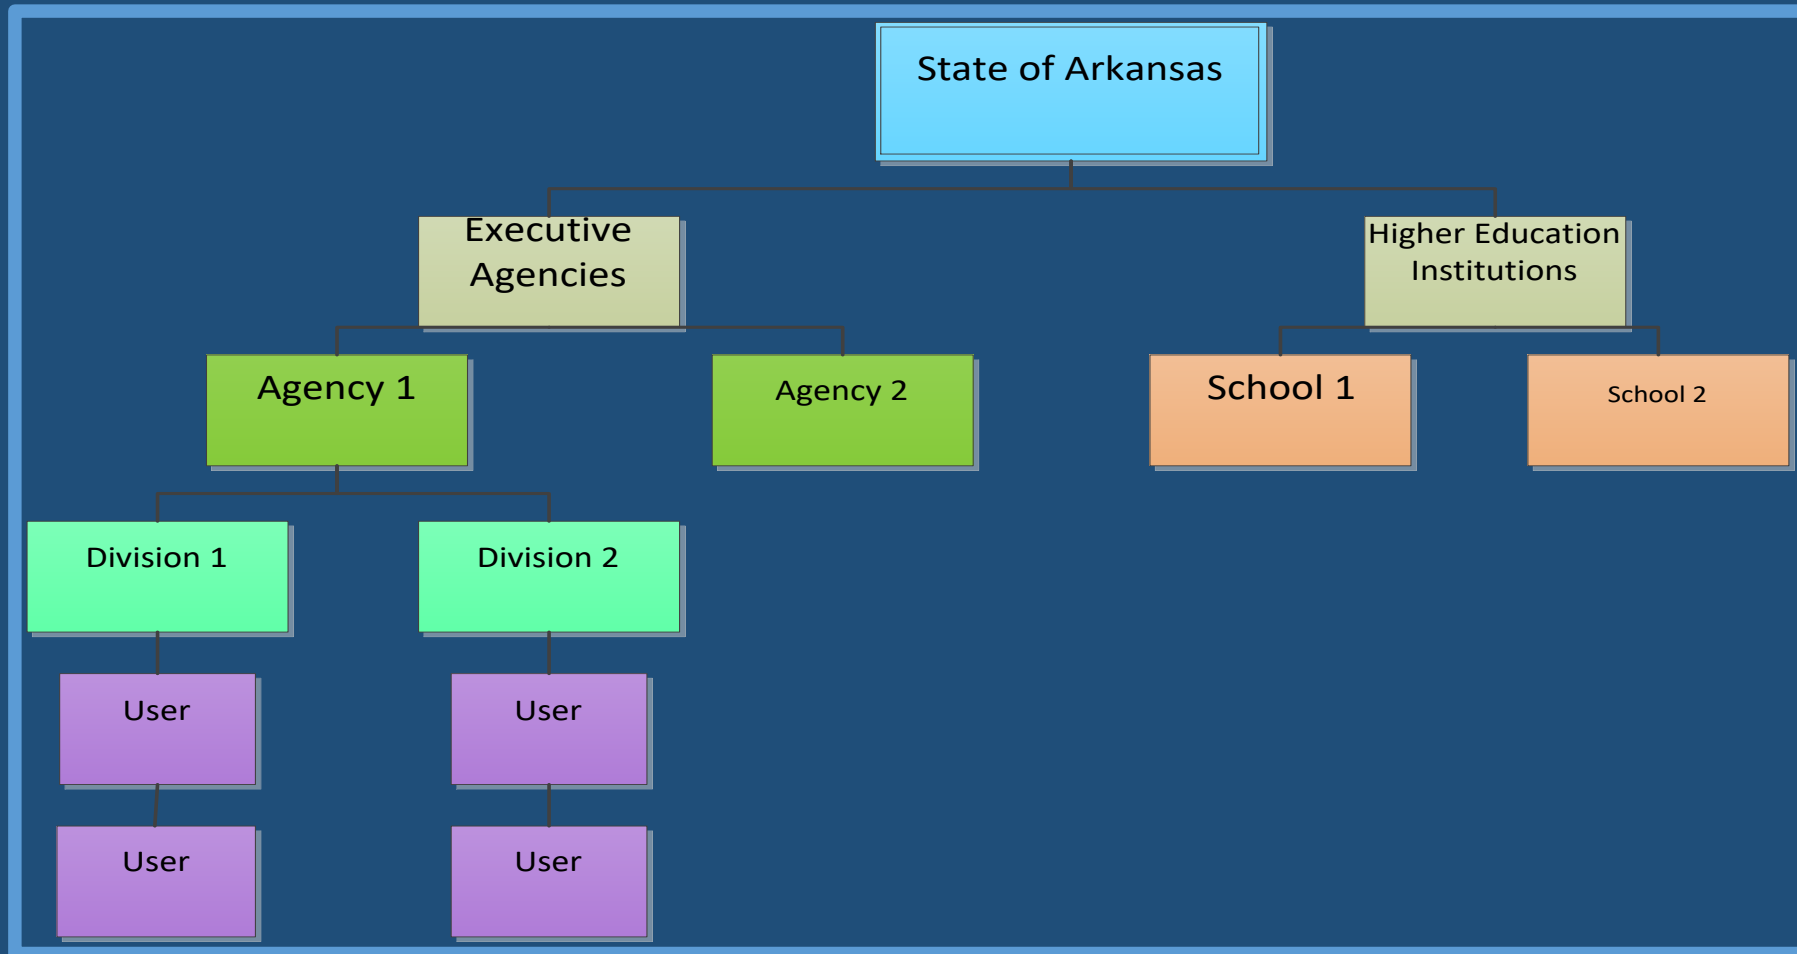 State of Arkansas
Executive
Agencies
Higher Education
Institutions
Agency 1
Agency 2
School 1
School 2
Division 1
Division 2
User
User
User
User